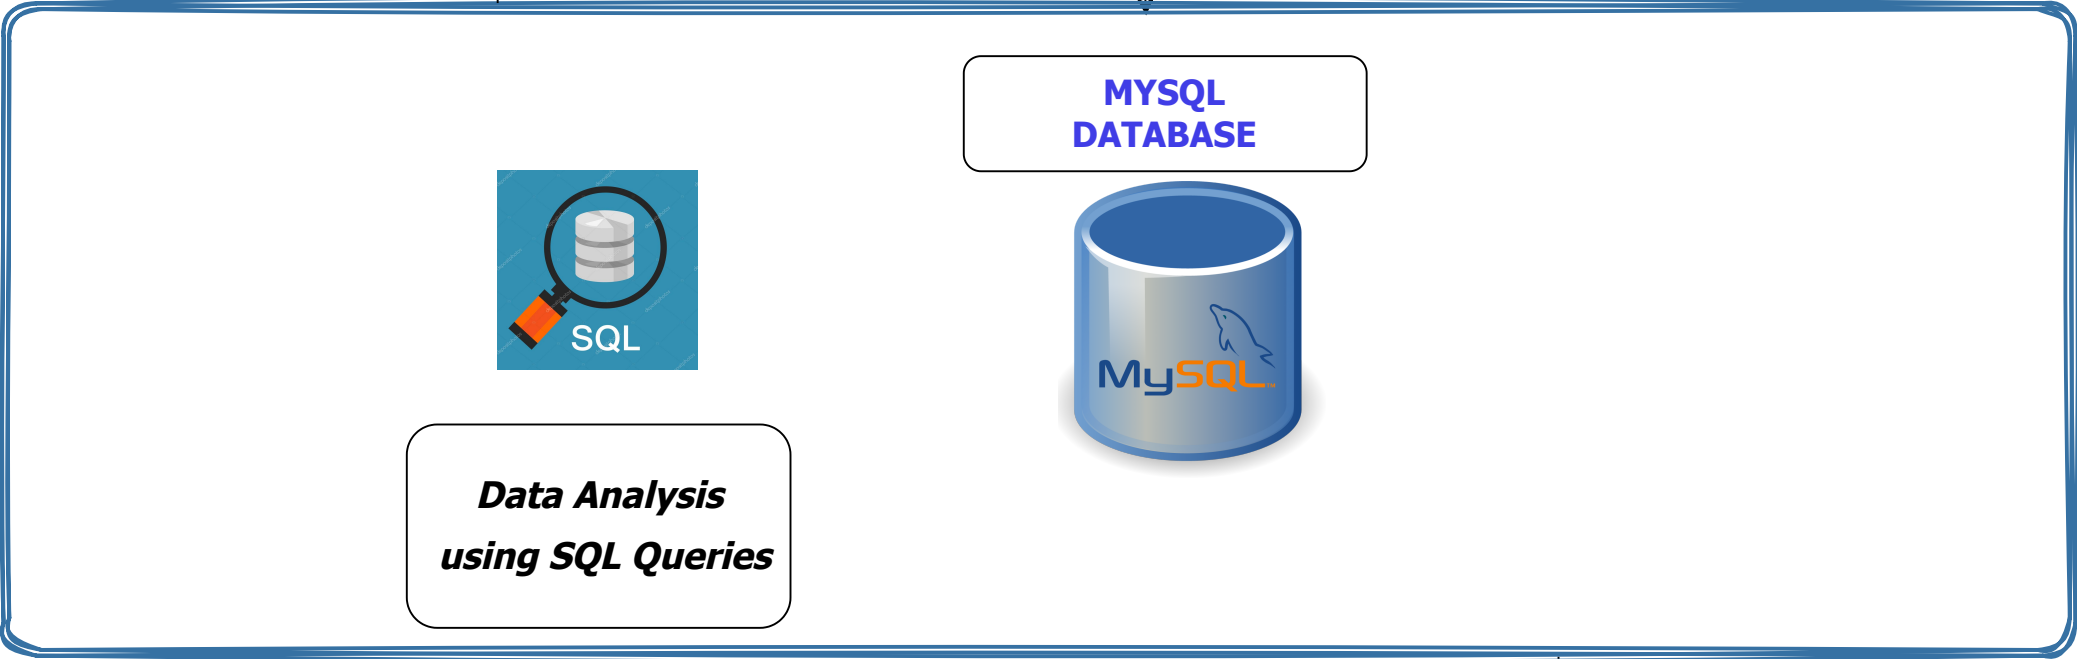 MYSQL
DATABASE
SQL
MySQL
Data Analysis
using SQL Queries